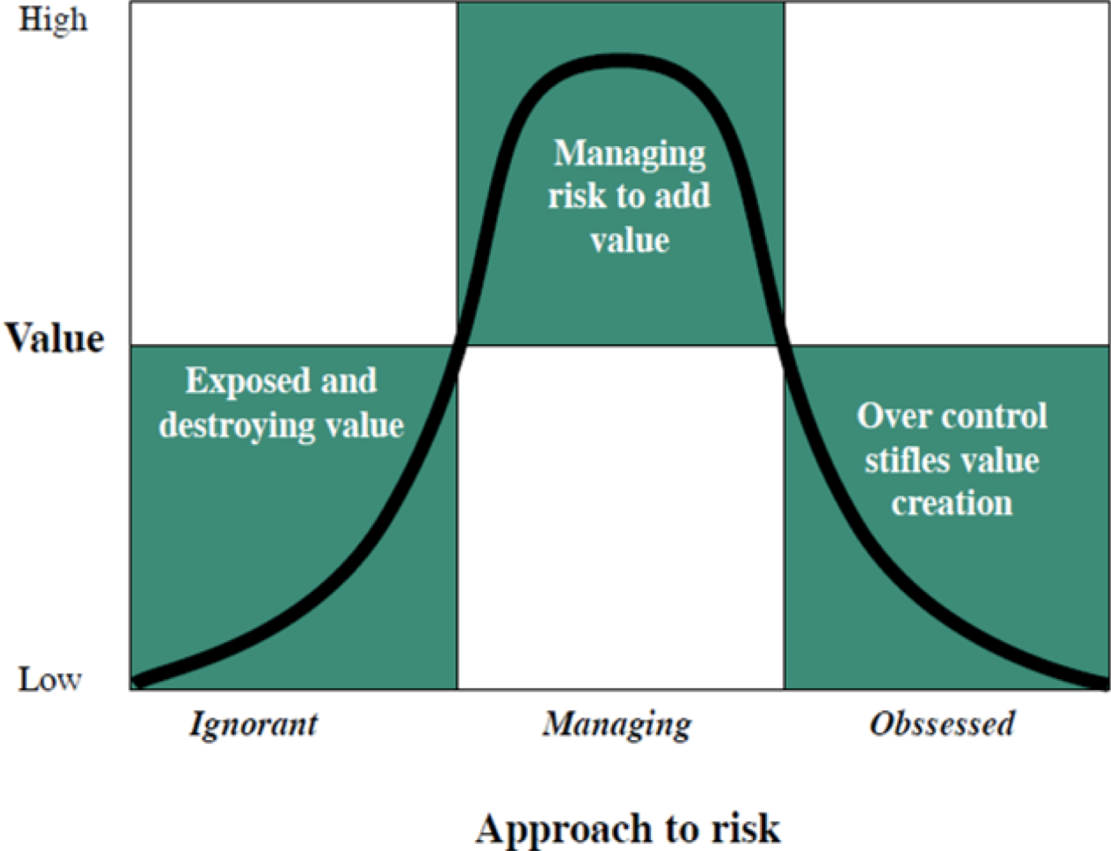 High
Managing
risk to add
value
Value
Exposed and
destroying value
Over control
stifles value
creation
Low
Ignorant
Managing
Obssessed
Approach to risk